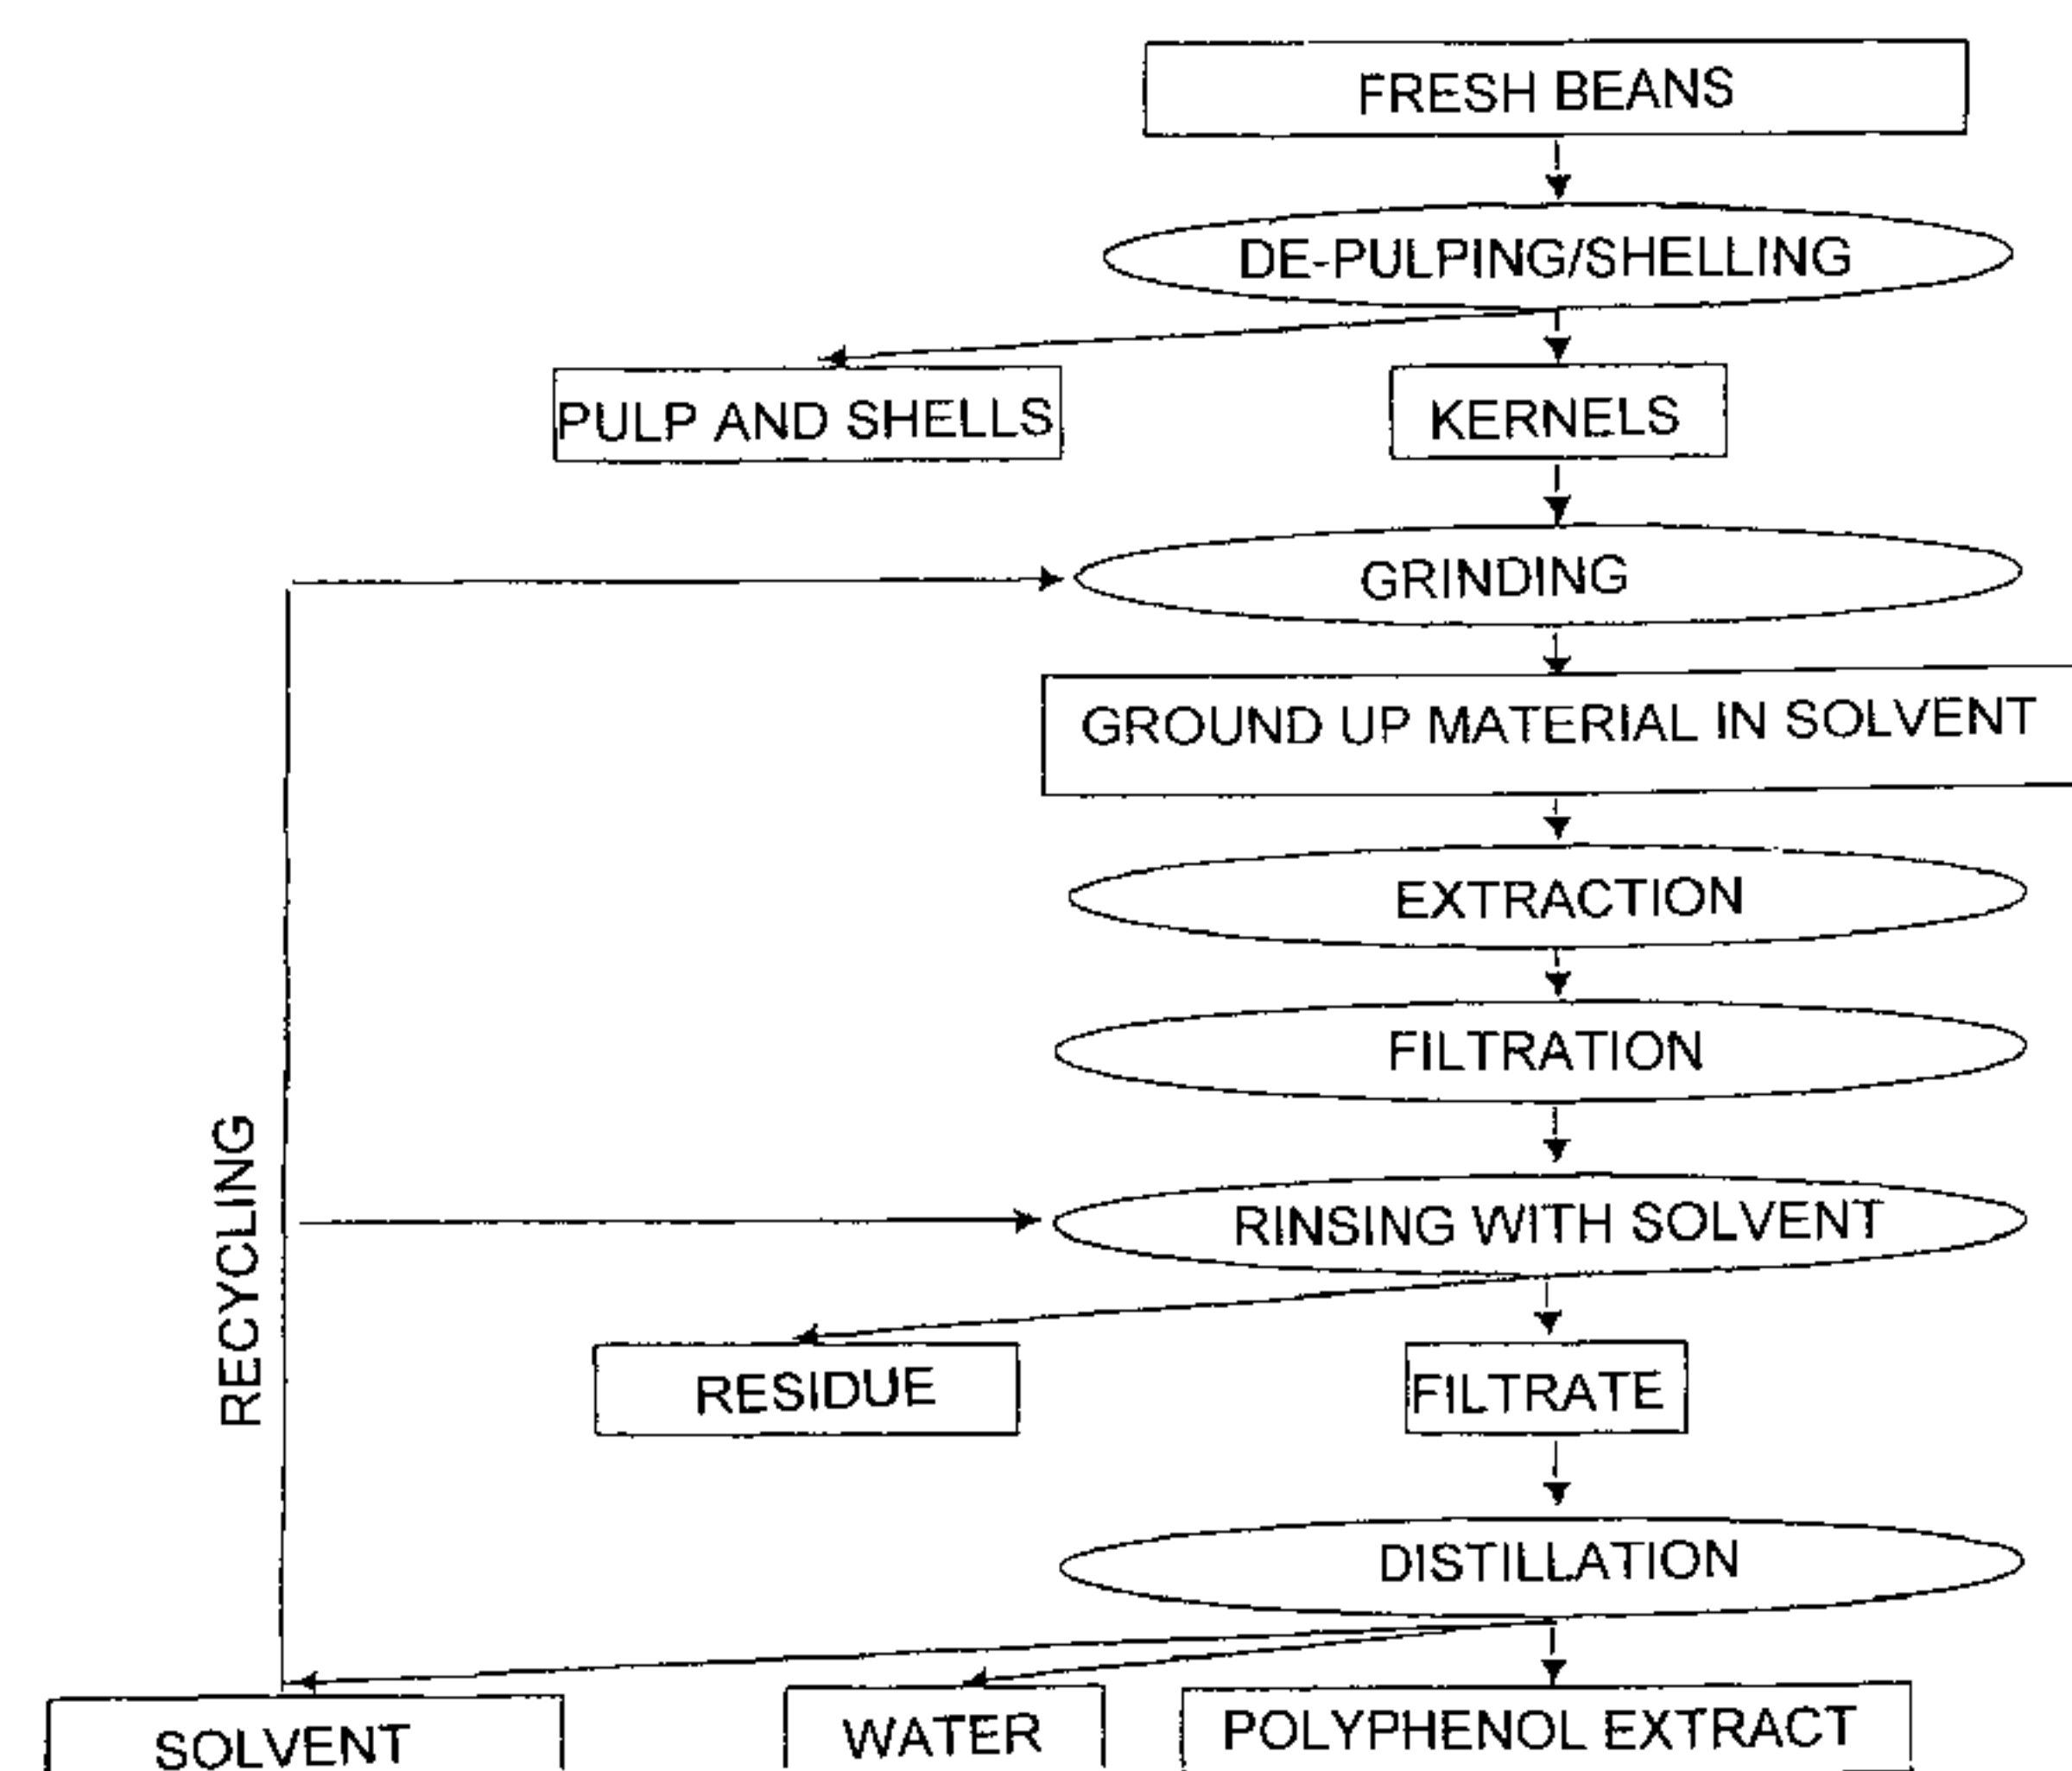 FRESH BEANS
DE-PULPING/SHELLING
PULP AND SHELLS
KERNELS
GRINDING
GROUND UP MATERIAL IN SOLVENT
EXTRACTION
FILTRATION
RECYCLING
RINSING WITH SOLVENT
RESIDUE
FILTRATE
DISTILLATION
SOLVENT
WATER
POLYPHENOL EXTRACT